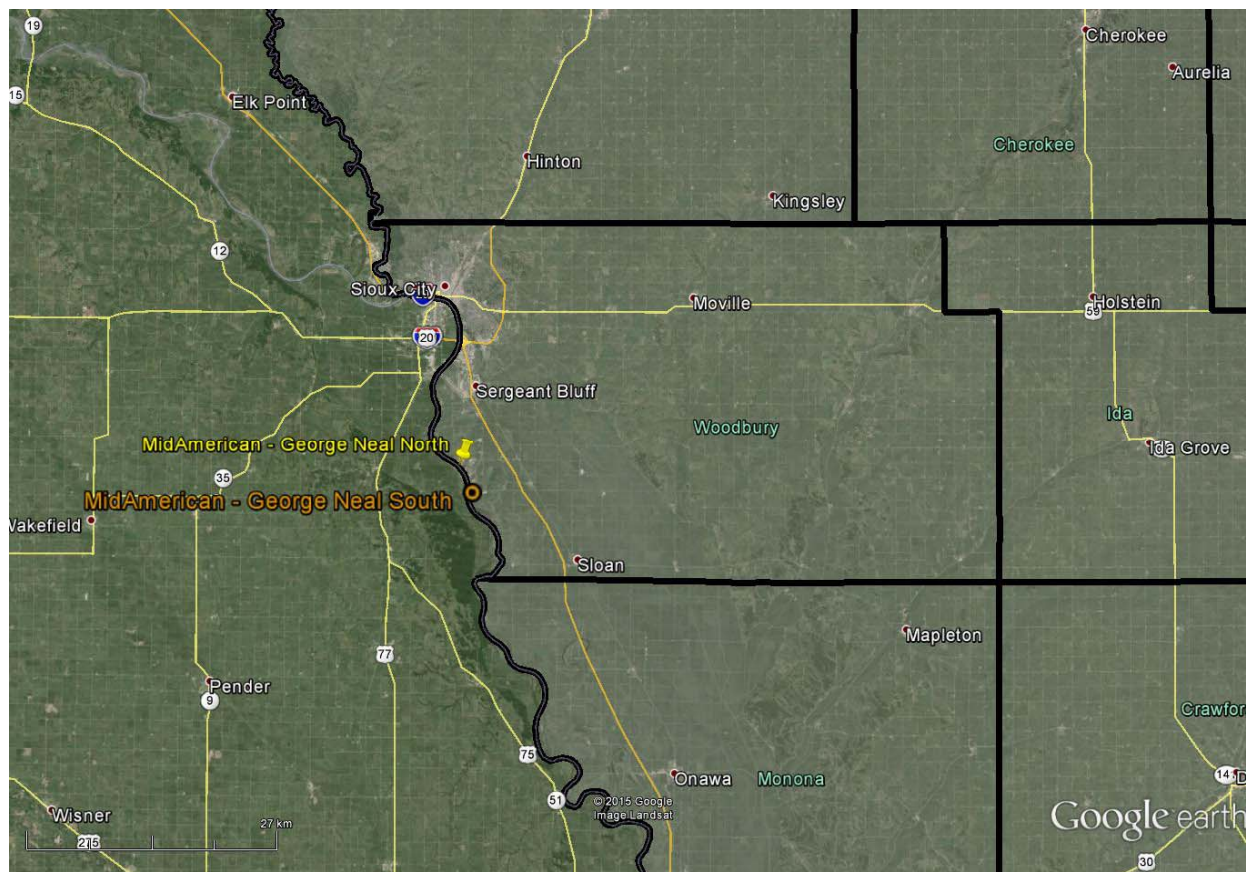 19
Cherokee
Aurelia
15
Elk Point
Cherokee
Hinton
Kingsley
12
Sioux City
Moville
Holstein
59
20
Sergeant Bluff
Ida
Woodbury
MidAmerican - George Neal North
Ida Grove
35
MidAmerican - George Neal South
Wakefield
Sloan
Mapleton
77
Pender
9
Crawfor
75
Onawa
Monona
14
D
51
© 2015 Google
Image Landsat
Wisner
Google earth
27 km
275
30